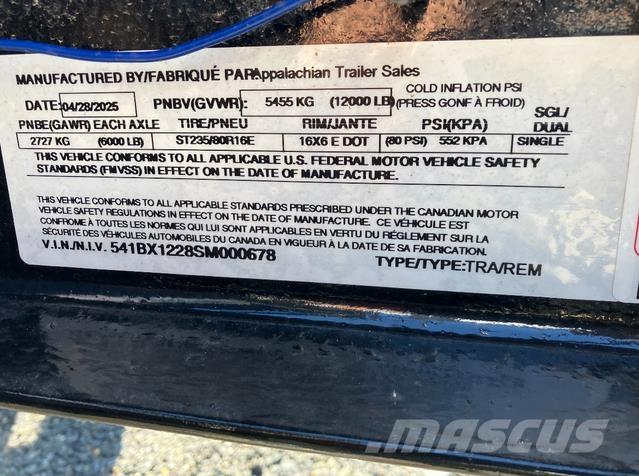 MANUFACTURED BY/FABRIQUÉ PAR Appalachian Trailer Sales
DATE: 04/28/2025 PNBV(GVWR): 5455 KG (12000 LB) COLD INFLATION PSI (PRESS GONF À FROID) SGL/ DUAL
PNBE(GAWR) EACH AXLE TIRE/PNEU RIM/JANTE PSI(KPA)
2727 KG (6000 LB) ST235/80R16E 16X6 E DOT (80 PSI) 552 KPA SINGLE
THIS VEHICLE CONFORMS TO ALL APPLICABLE U.S. FEDERAL MOTOR VEHICLE SAFETY
STANDARDS (FMVSS) IN EFFECT ON THE DATE OF MANUFACTURE.
THIS VEHICLE CONFORMS TO ALL APPLICABLE STANDARDS PRESCRIBED UNDER THE CANADIAN MOTOR
VEHICLE SAFETY REGULATIONS IN EFFECT ON THE DATE OF MANUFACTURE. CE VÉHICULE EST
CONFROME A TOUTES LES NORMES QUI LUI SONT APPLICABLES EN VERTU DU RÉGLEMENT SUR LA
SÉCURITÉ DES VÉHICULES AUTOMOBILES DU CANADA EN VIGUEUR À LA DATE DE SA FABRICATION.
V.I.N./N.I.V. 541BX1228SM000678 TYPE/TYPE:TRA/REM
MASCUS